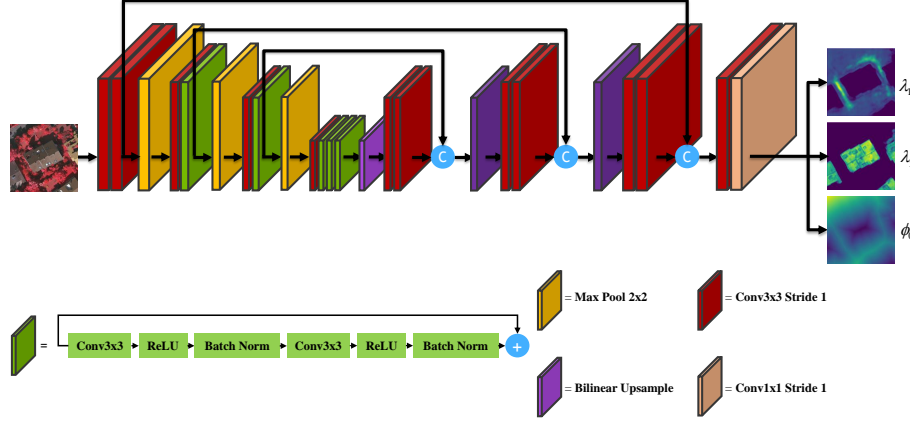 λ
C
C
C
λ
ϕ
= Max Pool 2x2
= Conv3x3 Stride 1
=
Conv3x3
ReLU
Batch Norm
Conv3x3
ReLU
Batch Norm
+
= Bilinear Upsample
= Conv1x1 Stride 1